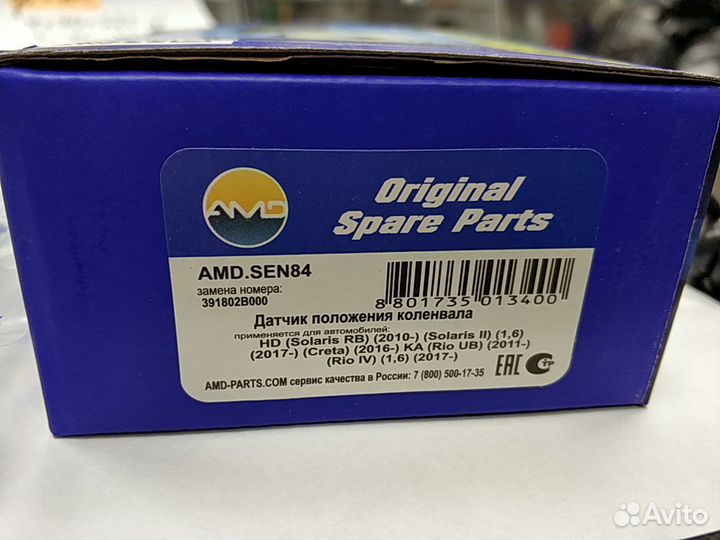 AMD
Original
Spare Parts
AMD.SEN84
замена номера:
391802B000
8 801735 013400
Датчик положения коленвала
применяется для автомобилей:
HD (Solaris RB) (2010-) (Solaris II) (1,6)
(2017-) (Creta) (2016-) KA (Rio UB) (2011-)
(Rio IV) (1,6) (2017-)
EAC
AMD-PARTS.COM сервис качества в России: 7 (800) 500-17-35
Avito